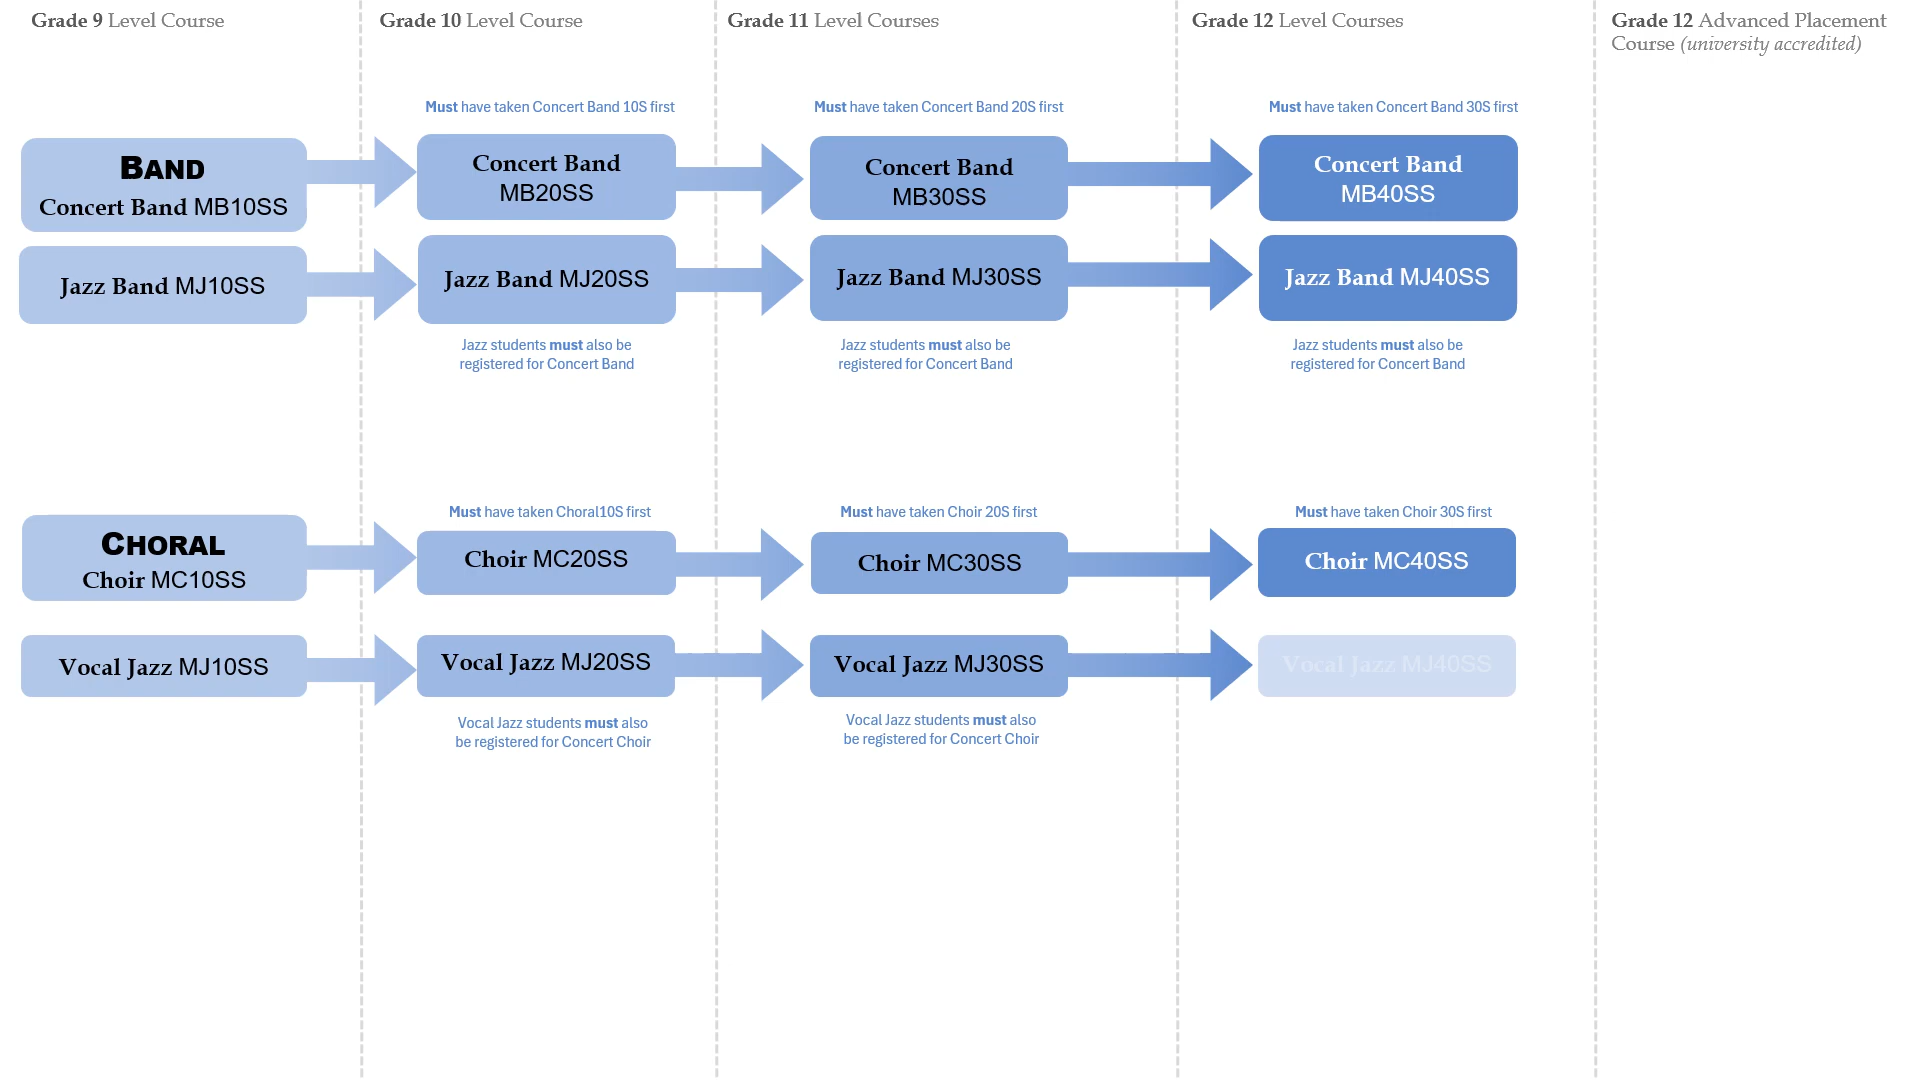 Grade 9 Level Course
Grade 10 Level Course
Grade 11 Level Courses
Grade 12 Level Courses
Grade 12 Advanced Placement
Course (university accredited)
Must have taken Concert Band 10S first
Must have taken Concert Band 20S first
Must have taken Concert Band 30S first
BAND
Concert Band MB10SS
Concert Band
MB20SS
Concert Band
MB30SS
Concert Band
MB40SS
Jazz Band MJ10SS
Jazz Band MJ20SS
Jazz Band MJ30SS
Jazz Band MJ40SS
Jazz students must also be
registered for Concert Band
Jazz students must also be
registered for Concert Band
Jazz students must also be
registered for Concert Band
Must have taken Choral10S first
Must have taken Choir 20S first
Must have taken Choir 30S first
CHORAL
Choir MC10SS
Choir MC20SS
Choir MC30SS
Choir MC40SS
Vocal Jazz MJ10SS
Vocal Jazz MJ20SS
Vocal Jazz MJ30SS
Vocal Jazz MJ40SS
Vocal Jazz students must also
be registered for Concert Choir
Vocal Jazz students must also
be registered for Concert Choir